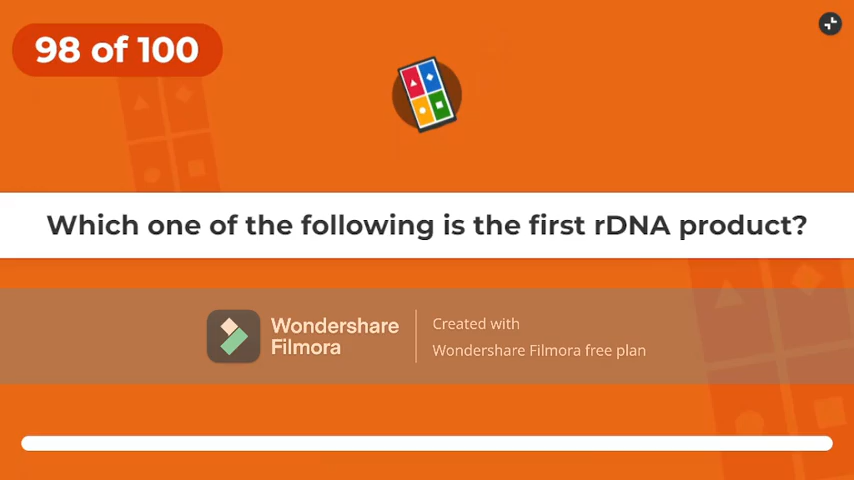 98 of 100
Which one of the following is the first rDNA product?
Wondershare
Filmora
Created with
Wondershare Filmora free plan